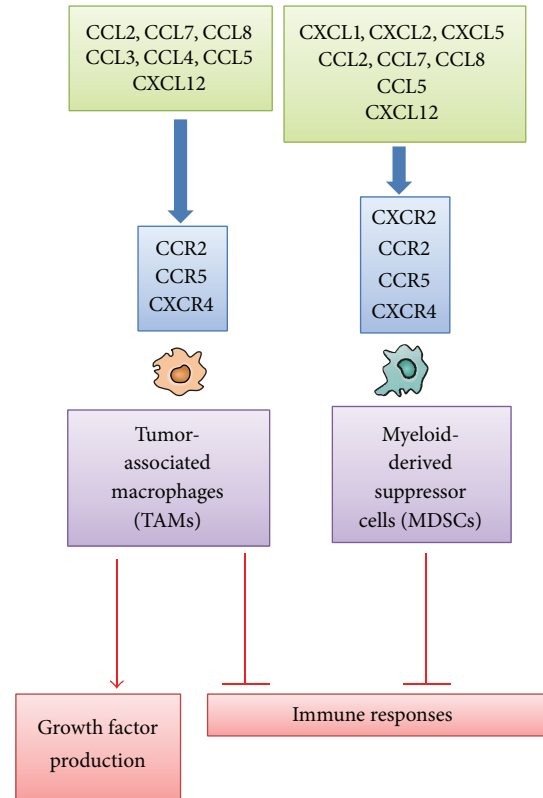 CCL2, CCL7, CCL8
CCL3, CCL4, CCL5
CXCL12
CXCL1, CXCL2, CXCL5
CCL2, CCL7, CCL8
CCL5
CXCL12
CCR2
CCR5
CXCR4
CXCR2
CCR2
CCR5
CXCR4
Tumor-
associated
macrophages
(TAMs)
Myeloid-
derived
suppressor
cells (MDSCs)
Growth factor
production
Immune responses